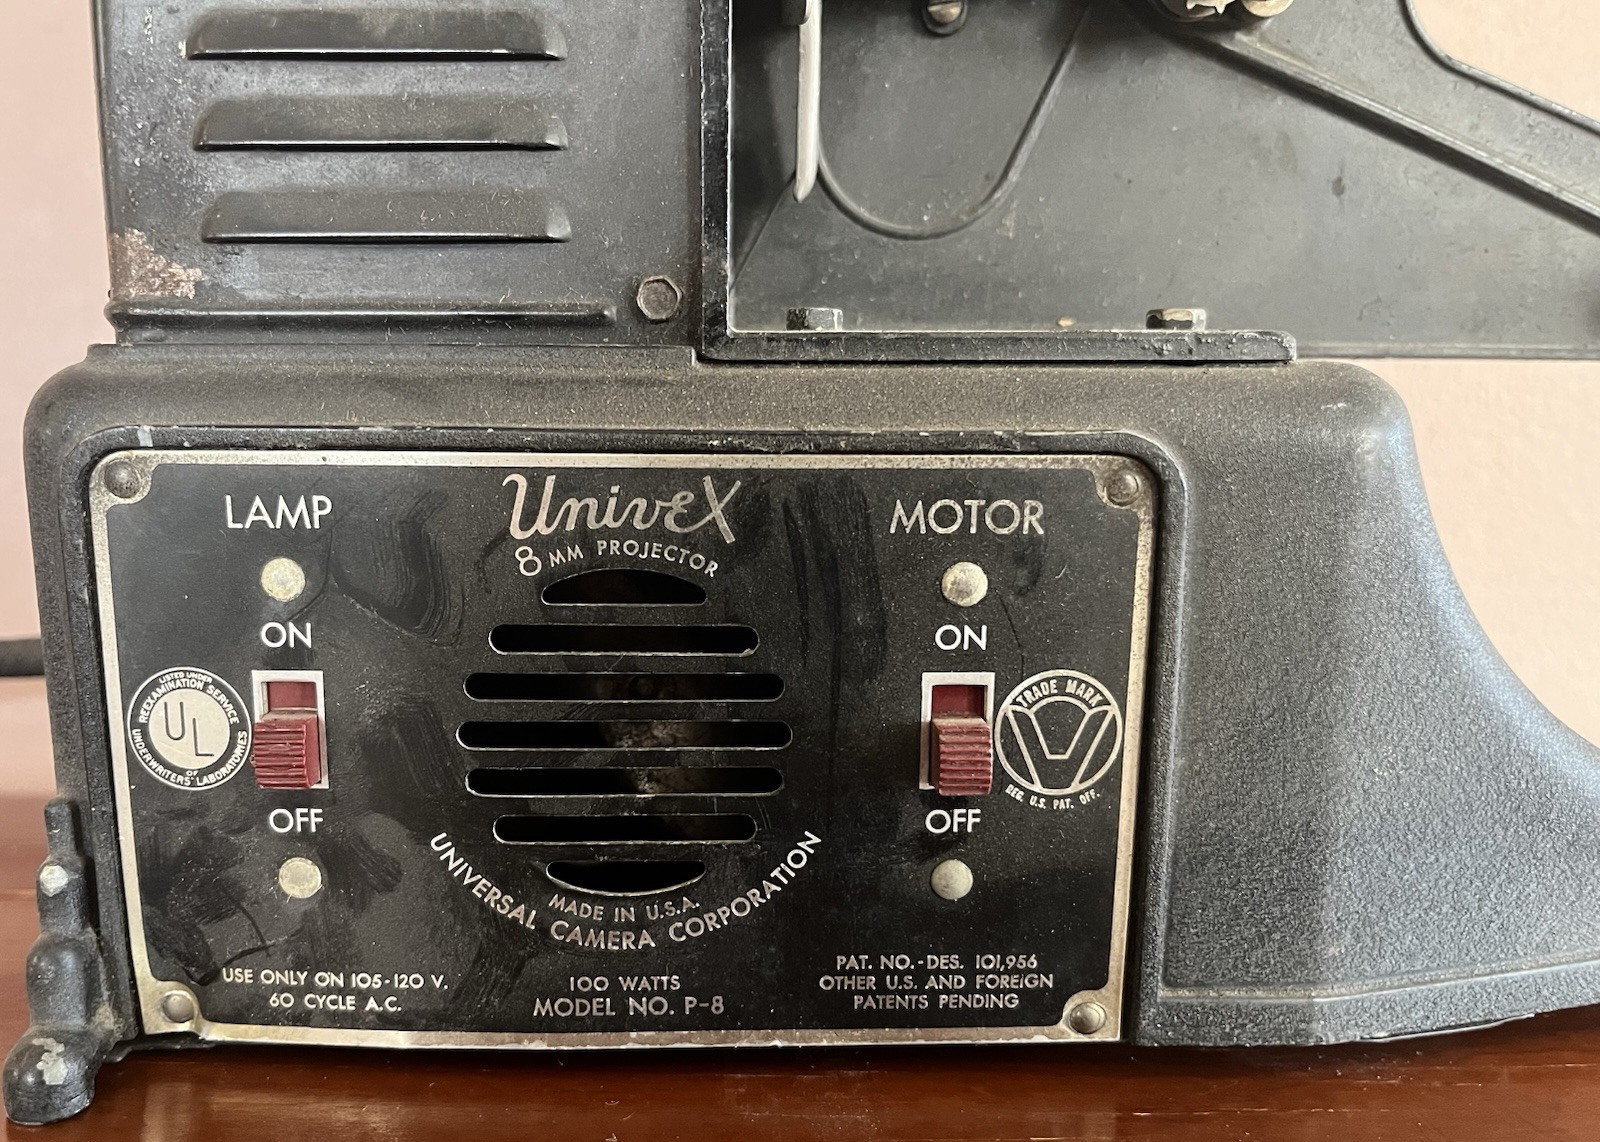 LAMP
UniveX
8 MM PROJECTOR
MOTOR
ON
ON
LISTED UNDER
REEXAMINATION SERVICE
UL
OF
UNDERWRITERS' LABORATORIES
TRADE MARK
REG. U.S. PAT. OFF.
OFF
OFF
MADE IN U.S.A.
UNIVERSAL CAMERA CORPORATION
USE ONLY ON 105-120 V.
60 CYCLE A.C.
100 WATTS
MODEL NO. P-8
PAT. NO.-DES. 101,956
OTHER U.S. AND FOREIGN
PATENTS PENDING